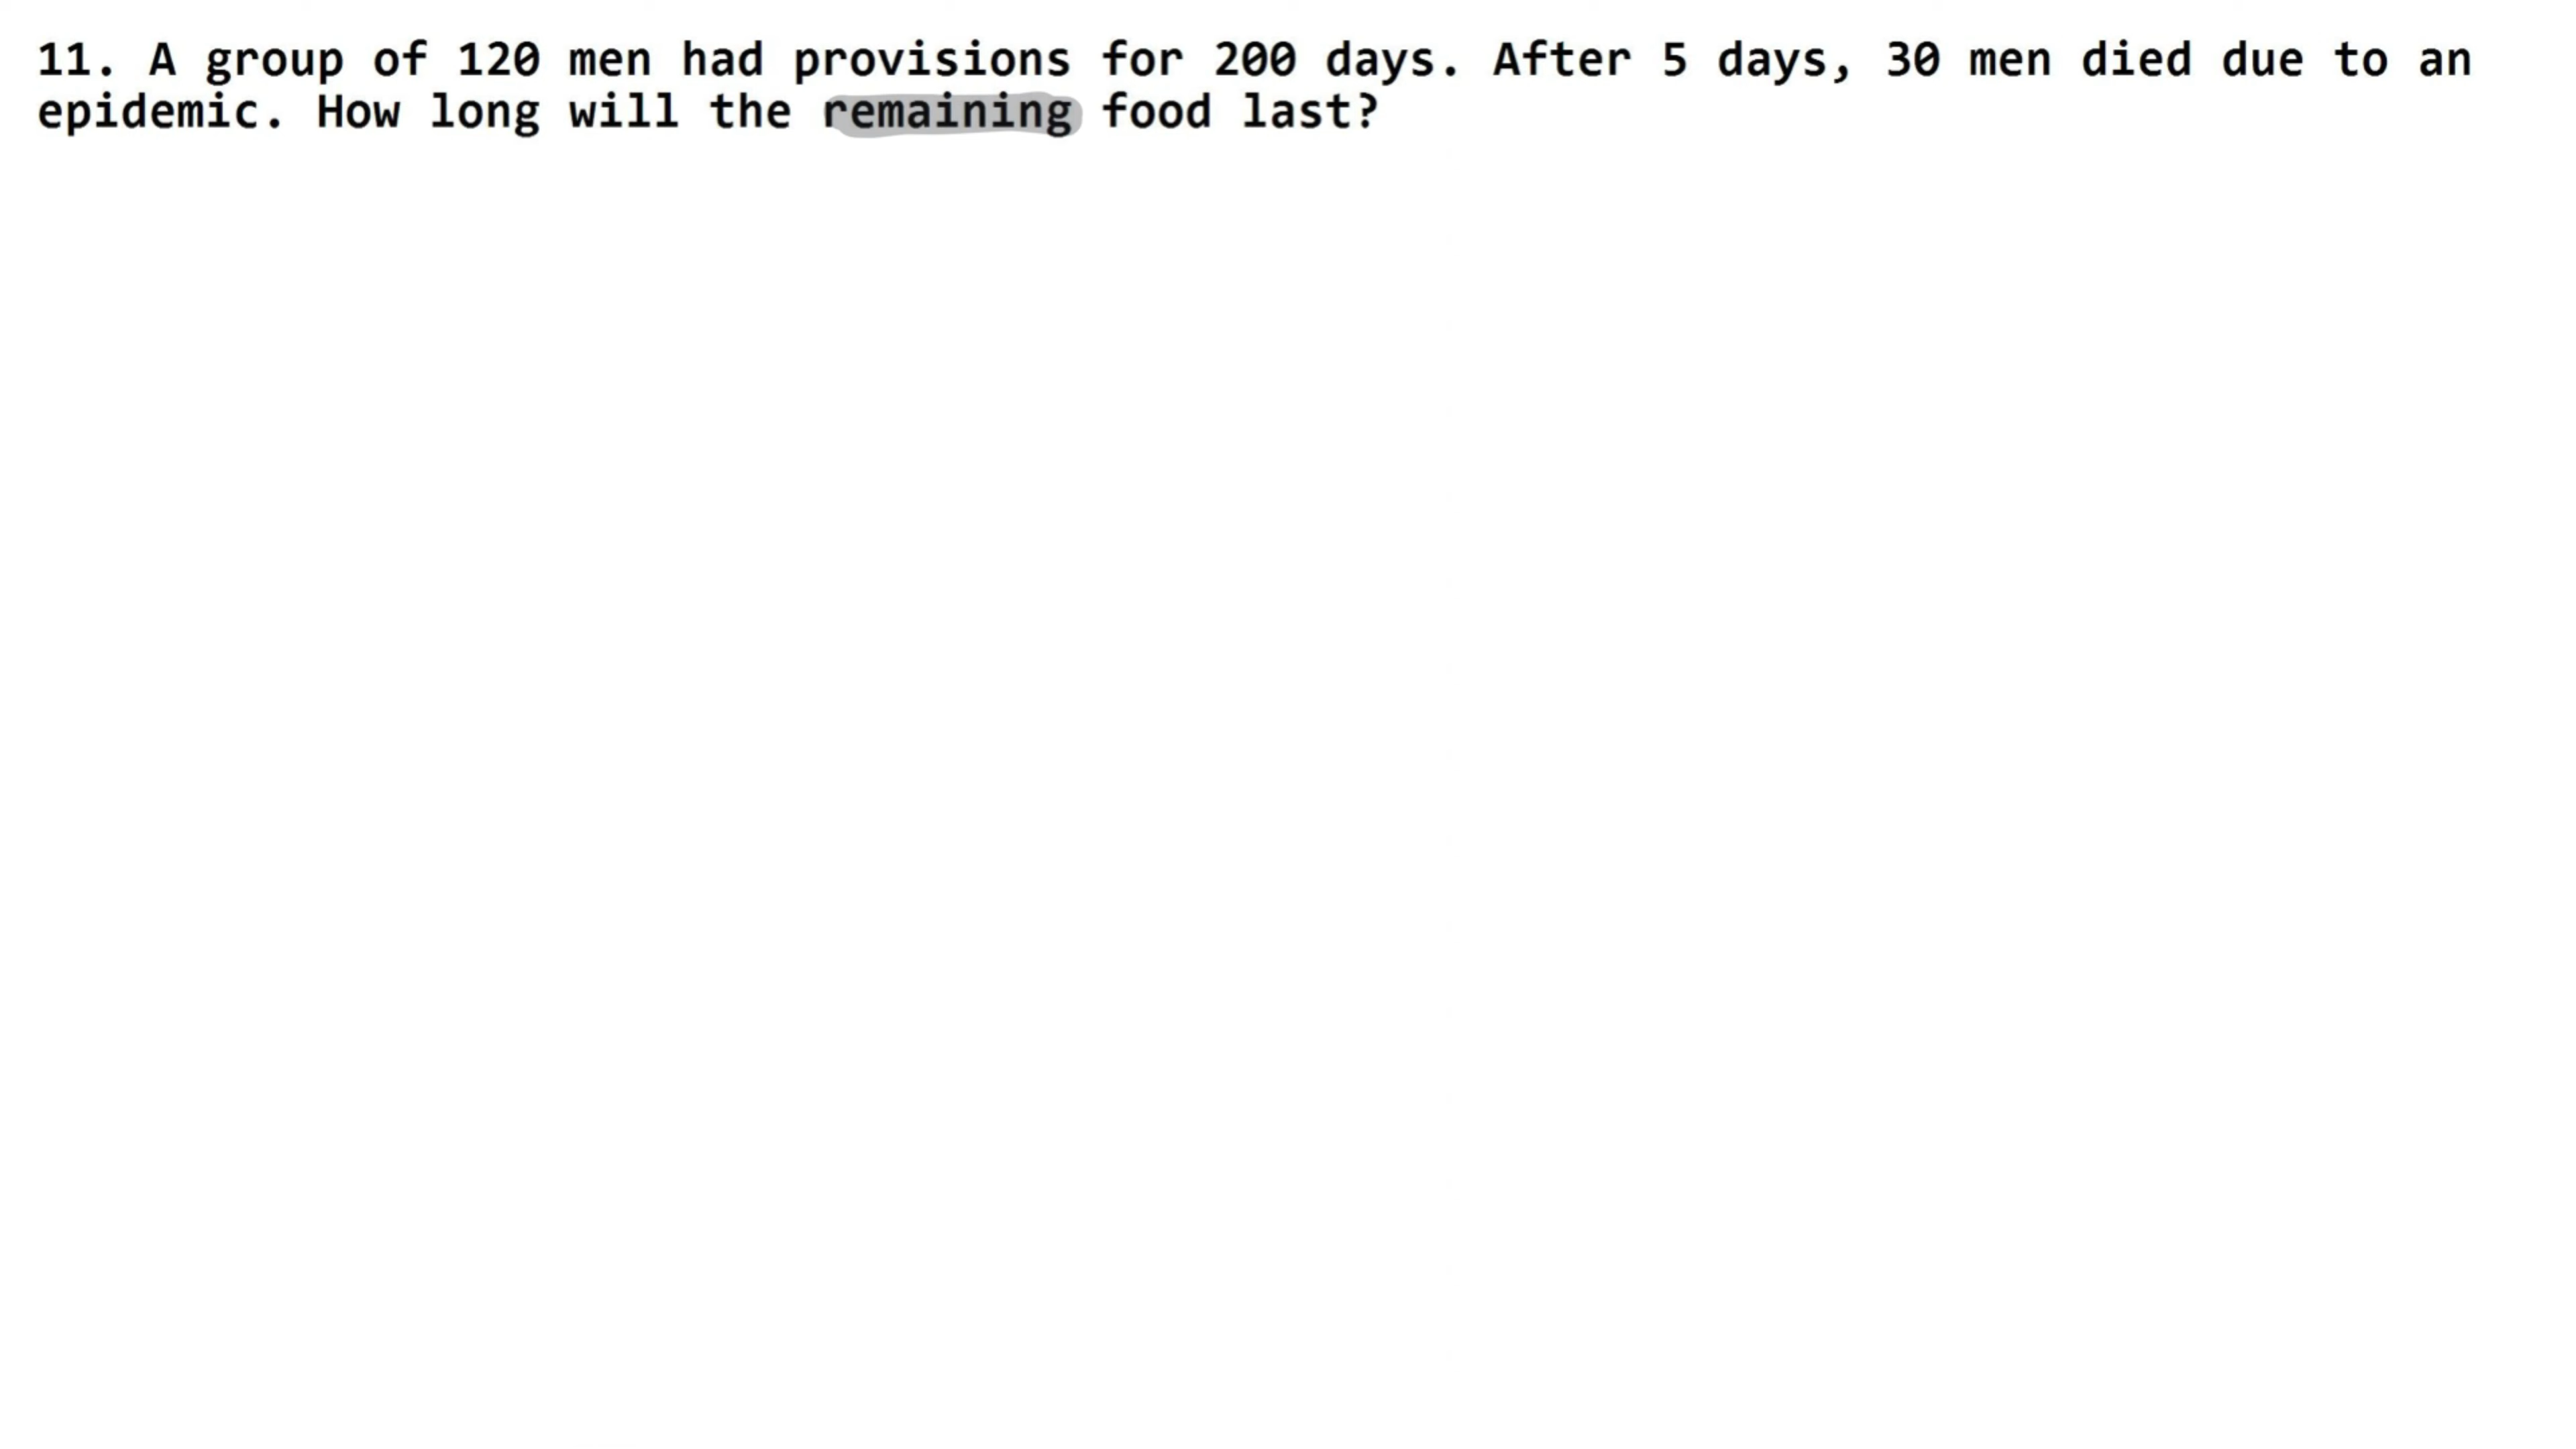 11. A group of 120 men had provisions for 200 days. After 5 days, 30 men died due to an
epidemic. How long will the remaining food last?